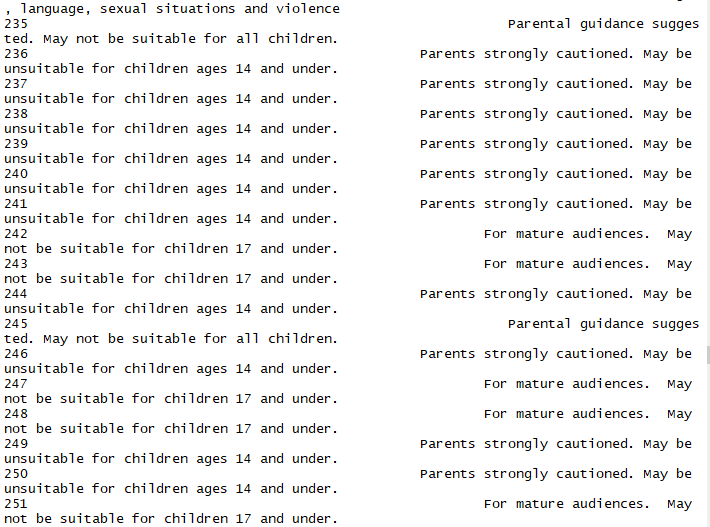 , language, sexual situations and violence
235 Parental guidance sugges
ted. May not be suitable for all children.
236 Parents strongly cautioned. May be
unsuitable for children ages 14 and under.
237 Parents strongly cautioned. May be
unsuitable for children ages 14 and under.
238 Parents strongly cautioned. May be
unsuitable for children ages 14 and under.
239 Parents strongly cautioned. May be
unsuitable for children ages 14 and under.
240 Parents strongly cautioned. May be
unsuitable for children ages 14 and under.
241 Parents strongly cautioned. May be
unsuitable for children ages 14 and under.
242 For mature audiences.  May
not be suitable for children 17 and under.
243 For mature audiences.  May
not be suitable for children 17 and under.
244 Parents strongly cautioned. May be
unsuitable for children ages 14 and under.
245 Parental guidance sugges
ted. May not be suitable for all children.
246 Parents strongly cautioned. May be
unsuitable for children ages 14 and under.
247 For mature audiences.  May
not be suitable for children 17 and under.
248 For mature audiences.  May
not be suitable for children 17 and under.
249 Parents strongly cautioned. May be
unsuitable for children ages 14 and under.
250 Parents strongly cautioned. May be
unsuitable for children ages 14 and under.
251 For mature audiences.  May
not be suitable for children 17 and under.